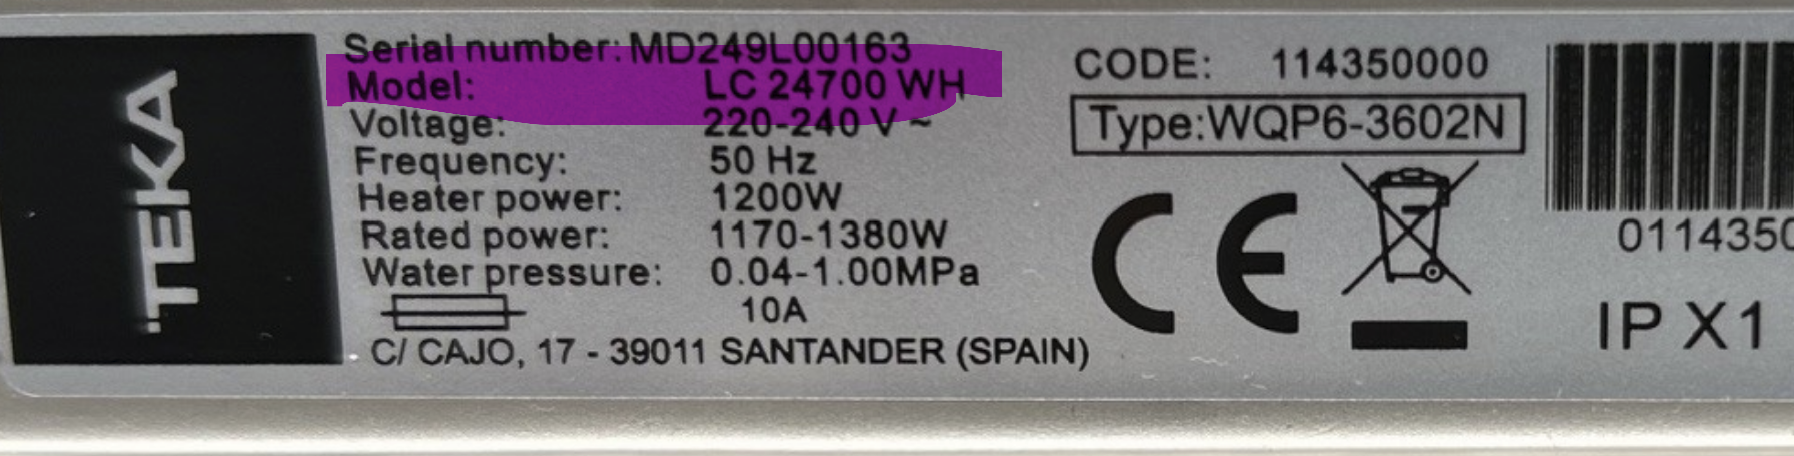 TEKA
Serial number: MD249L00163
Model: LC 24700 WH
Voltage: 220-240 V ~
Frequency: 50 Hz
Heater power: 1200W
Rated power: 1170-1380W
Water pressure: 0.04-1.00MPa
10A
C/ CAJO, 17 - 39011 SANTANDER (SPAIN)
CODE: 114350000
Type:WQP6-3602N
CE
0114350
IP X1